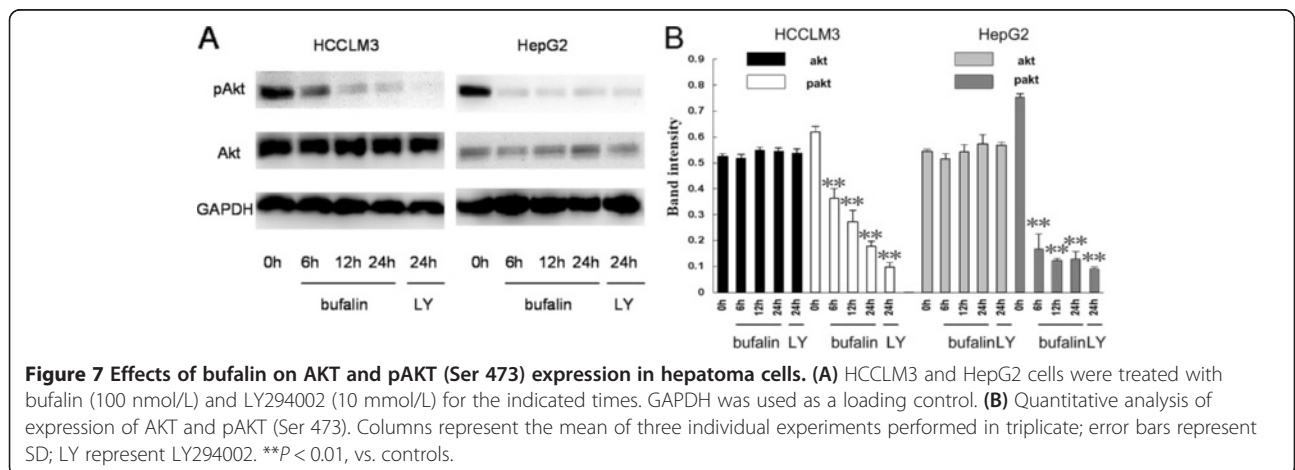 A
HCCLM3 HepG2
pAkt
Akt
GAPDH
0h 6h 12h 24h 24h 0h 6h 12h 24h 24h
bufalin LY bufalin LY
B
HCCLM3 HepG2
akt akt
pakt pakt
Band intensity
0.9
0.8
0.7
0.6
0.5
0.4
0.3
0.2
0.1
0
** ** ** ** ** ** ** **
0h 6h 12h 24h 24h 0h 6h 12h 24h 24h 0h 6h 12h 24h 24h 0h 6h 12h 24h 24h
bufalin LY bufalin LY bufalin LY bufalin LY
Figure 7 Effects of bufalin on AKT and pAKT (Ser 473) expression in hepatoma cells. (A) HCCLM3 and HepG2 cells were treated with
bufalin (100 nmol/L) and LY294002 (10 mmol/L) for the indicated times. GAPDH was used as a loading control. (B) Quantitative analysis of
expression of AKT and pAKT (Ser 473). Columns represent the mean of three individual experiments performed in triplicate; error bars represent
SD; LY represent LY294002. **P < 0.01, vs. controls.